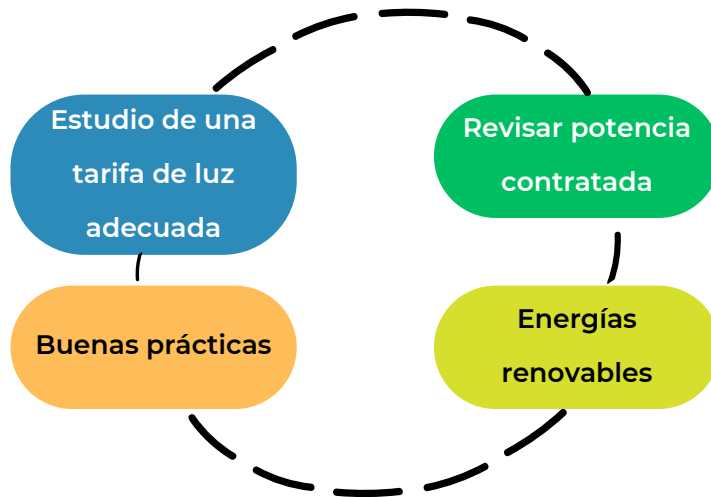 Estudio de una
tarifa de luz
adecuada
Revisar potencia
contratada
Buenas prácticas
Energías
renovables